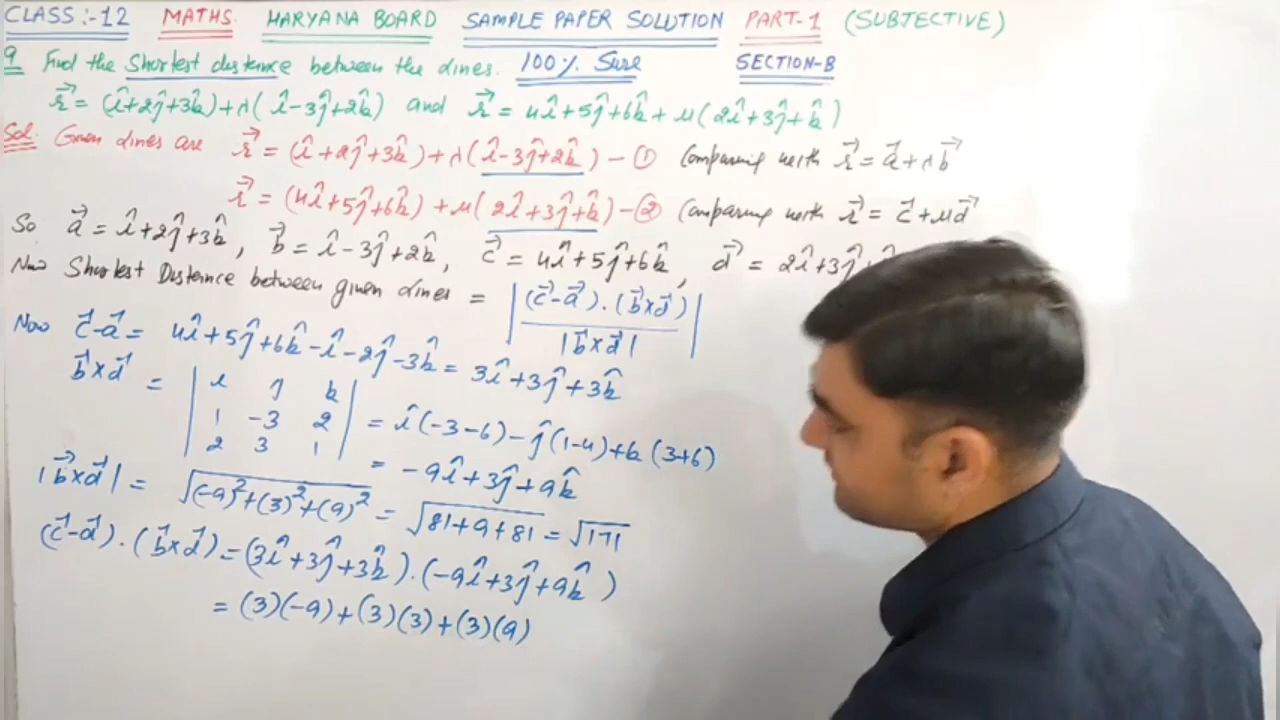 CLASS:-12 MATHS. HARYANA BOARD SAMPLE PAPER SOLUTION PART-1 (SUBJECTIVE)
9 Find the Shortest distance between the lines. 100% Sure SECTION-B
r⃗ = (î+2ĵ+3k̂)+λ(î-3ĵ+2k̂) and r⃗ = 4î+5ĵ+6k̂+μ(2î+3ĵ+k̂)
Sol. Given lines are r⃗ = (î+2ĵ+3k̂)+λ(î-3ĵ+2k̂) - ① Comparing with r⃗ = a⃗+λb⃗
r⃗ = (4î+5ĵ+6k̂)+μ(2î+3ĵ+k̂) - ② Comparing with r⃗ = c⃗+μd⃗
So a⃗ = î+2ĵ+3k̂, b⃗ = î-3ĵ+2k̂, c⃗ = 4î+5ĵ+6k̂, d⃗ = 2î+3ĵ+
Now Shortest Distance between given lines = |(c⃗-a⃗).(b⃗×d⃗) / |b⃗×d⃗||
Now c⃗-a⃗ = 4î+5ĵ+6k̂-î-2ĵ-3k̂ = 3î+3ĵ+3k̂
b⃗×d⃗ = | i j k |
| 1 -3 2 | = î(-3-6)-ĵ(1-4)+k(3+6)
| 2 3 1 | = -9î+3ĵ+9k̂
|b⃗×d⃗| = √((-9)²+(3)²+(9)²) = √(81+9+81) = √171
(c⃗-a⃗).(b⃗×d⃗) = (3î+3ĵ+3k̂).(-9î+3ĵ+9k̂)
= (3)(-9)+(3)(3)+(3)(9)